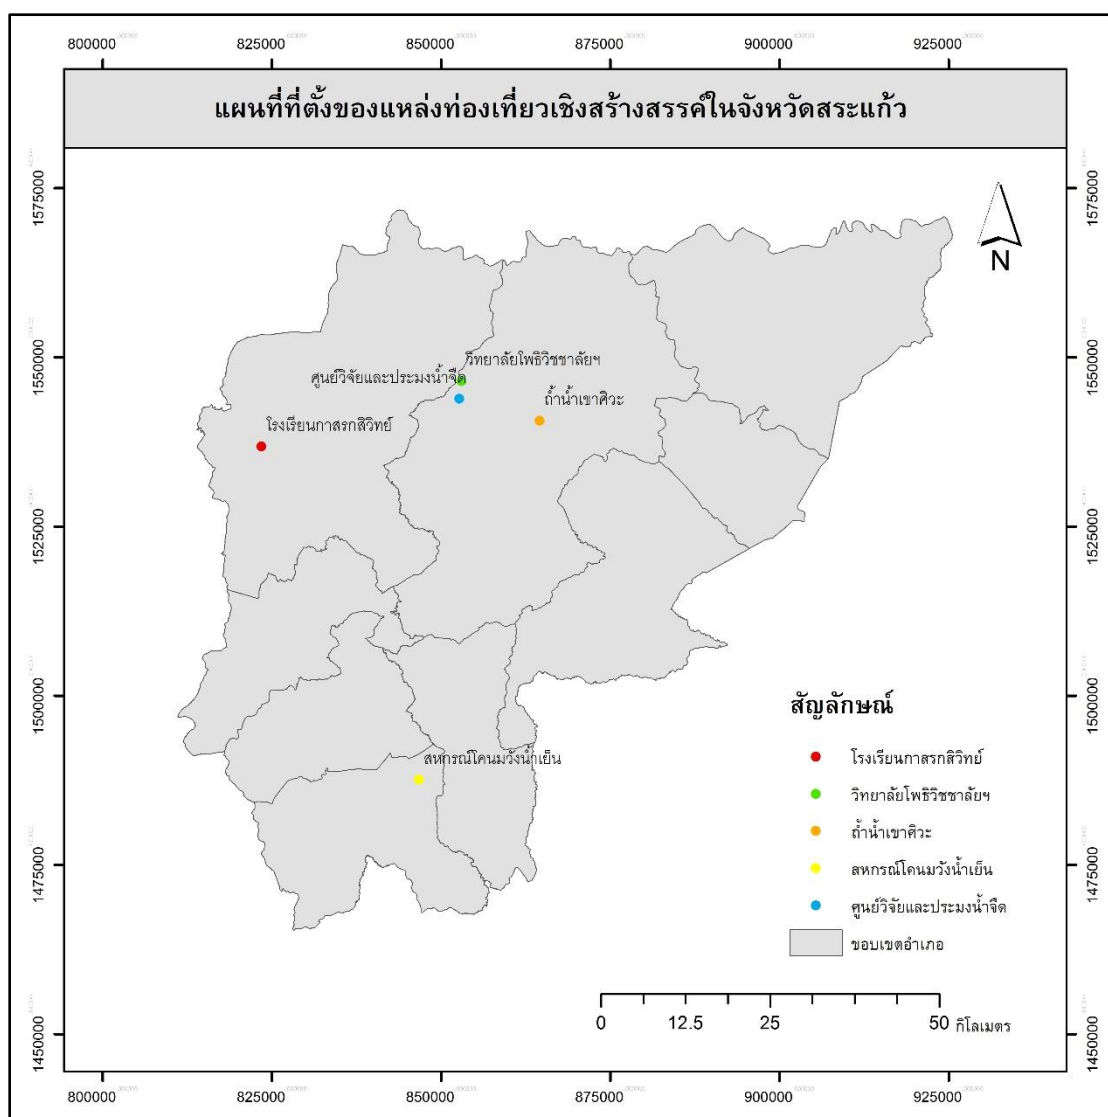 800000 825000 850000 875000 900000 925000
แผนที่ที่ตั้งของแหล่งท่องเที่ยวเชิงสร้างสรรค์ในจังหวัดสระแก้ว
1575000 1575000
N
1550000 1550000
วิทยาลัยโพธิวิชชาลัยฯ
ศูนย์วิจัยและประมงน้ำจืด
ถ้ำน้ำเขาศิวะ
โรงเรียนกาสรกสิวิทย์
1525000 1525000
1500000 1500000
สัญลักษณ์
สหกรณ์โคนมวังน้ำเย็น
โรงเรียนกาสรกสิวิทย์
วิทยาลัยโพธิวิชชาลัยฯ
ถ้ำน้ำเขาศิวะ
สหกรณ์โคนมวังน้ำเย็น
1475000 1475000
ศูนย์วิจัยและประมงน้ำจืด
ขอบเขตอำเภอ
0 12.5 25 50 กิโลเมตร
1450000 1450000
800000 825000 850000 875000 900000 925000